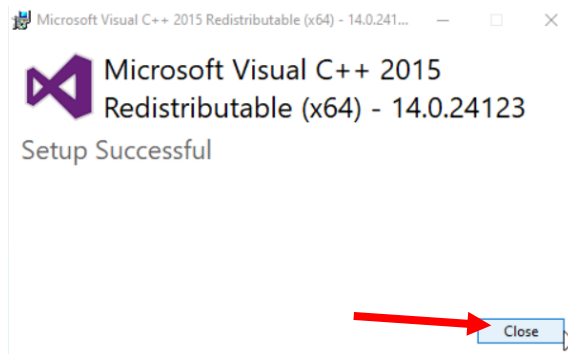 Microsoft Visual C++ 2015 Redistributable (x64) - 14.0.241...
Microsoft Visual C++ 2015
Redistributable (x64) - 14.0.24123
Setup Successful
Close